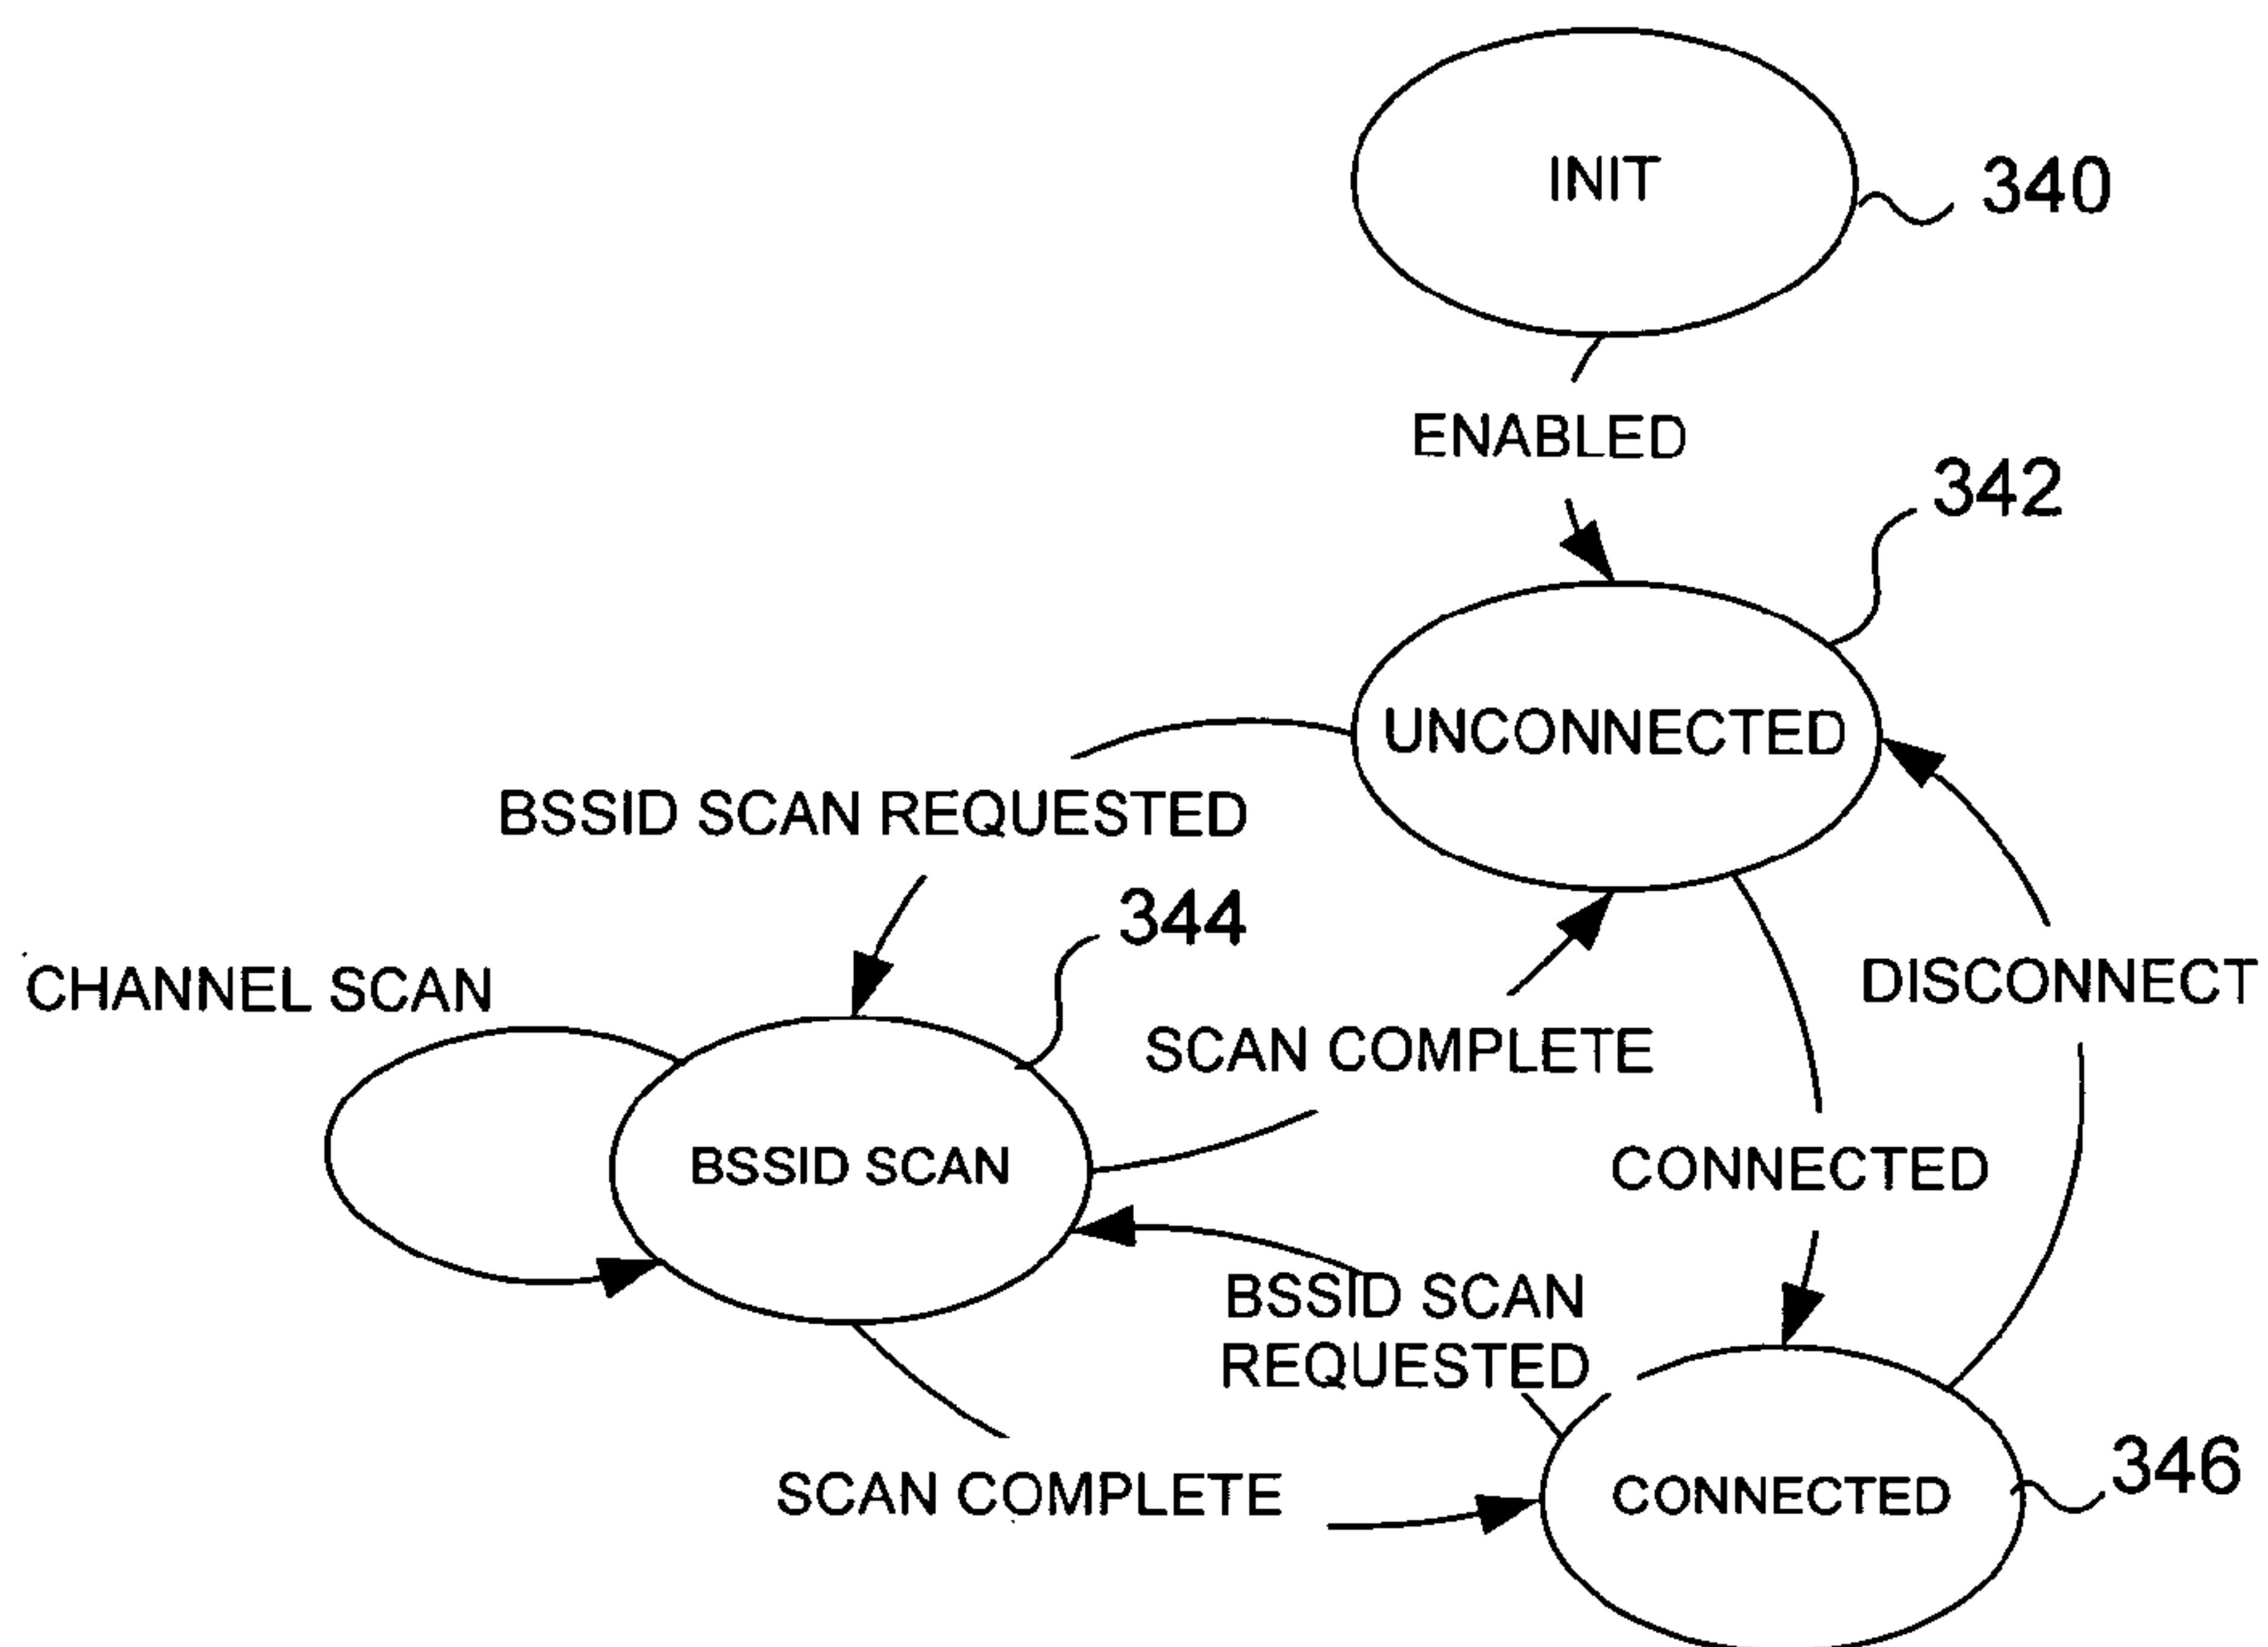 INIT
340
ENABLED
342
UNCONNECTED
BSSID SCAN REQUESTED
344
CHANNEL SCAN
DISCONNECT
SCAN COMPLETE
BSSID SCAN
CONNECTED
BSSID SCAN
REQUESTED
SCAN COMPLETE
CONNECTED
346